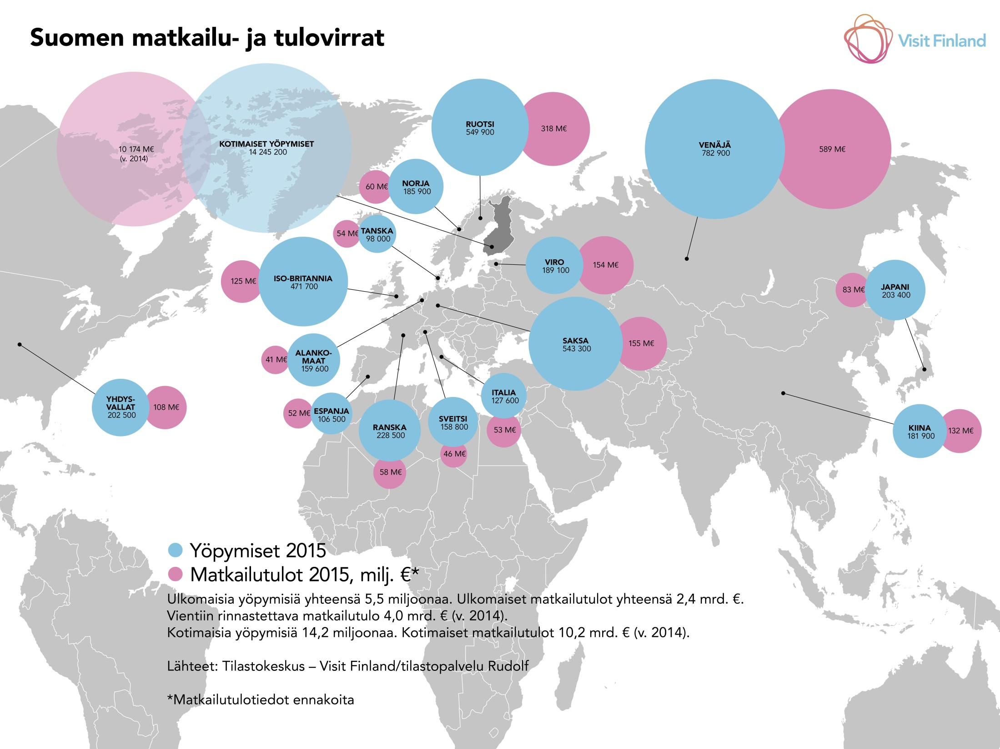 Suomen matkailu- ja tulovirrat
Visit Finland
10 174 M€
(v. 2014)
KOTIMAISET YÖPYMISET
14 245 200
RUOTSI
549 900
318 M€
VENÄJÄ
782 900
589 M€
60 M€
NORJA
185 900
54 M€
TANSKA
98 000
125 M€
ISO-BRITANNIA
471 700
VIRO
189 100
154 M€
83 M€
JAPANI
203 400
SAKSA
543 300
155 M€
41 M€
ALANKO-
MAAT
159 600
YHDYS-
VALLAT
202 500
108 M€
52 M€
ESPANJA
106 500
RANSKA
228 500
58 M€
SVEITSI
158 800
46 M€
ITALIA
127 600
53 M€
KIINA
181 900
132 M€
Yöpymiset 2015
Matkailutulot 2015, milj. €*
Ulkomaisia yöpymisiä yhteensä 5,5 miljoonaa. Ulkomaiset matkailutulot yhteensä 2,4 mrd. €.
Vientiin rinnastettava matkailutulo 4,0 mrd. € (v. 2014).
Kotimaisia yöpymisiä 14,2 miljoonaa. Kotimaiset matkailutulot 10,2 mrd. € (v. 2014).
Lähteet: Tilastokeskus – Visit Finland/tilastopalvelu Rudolf
*Matkailutulotiedot ennakoita